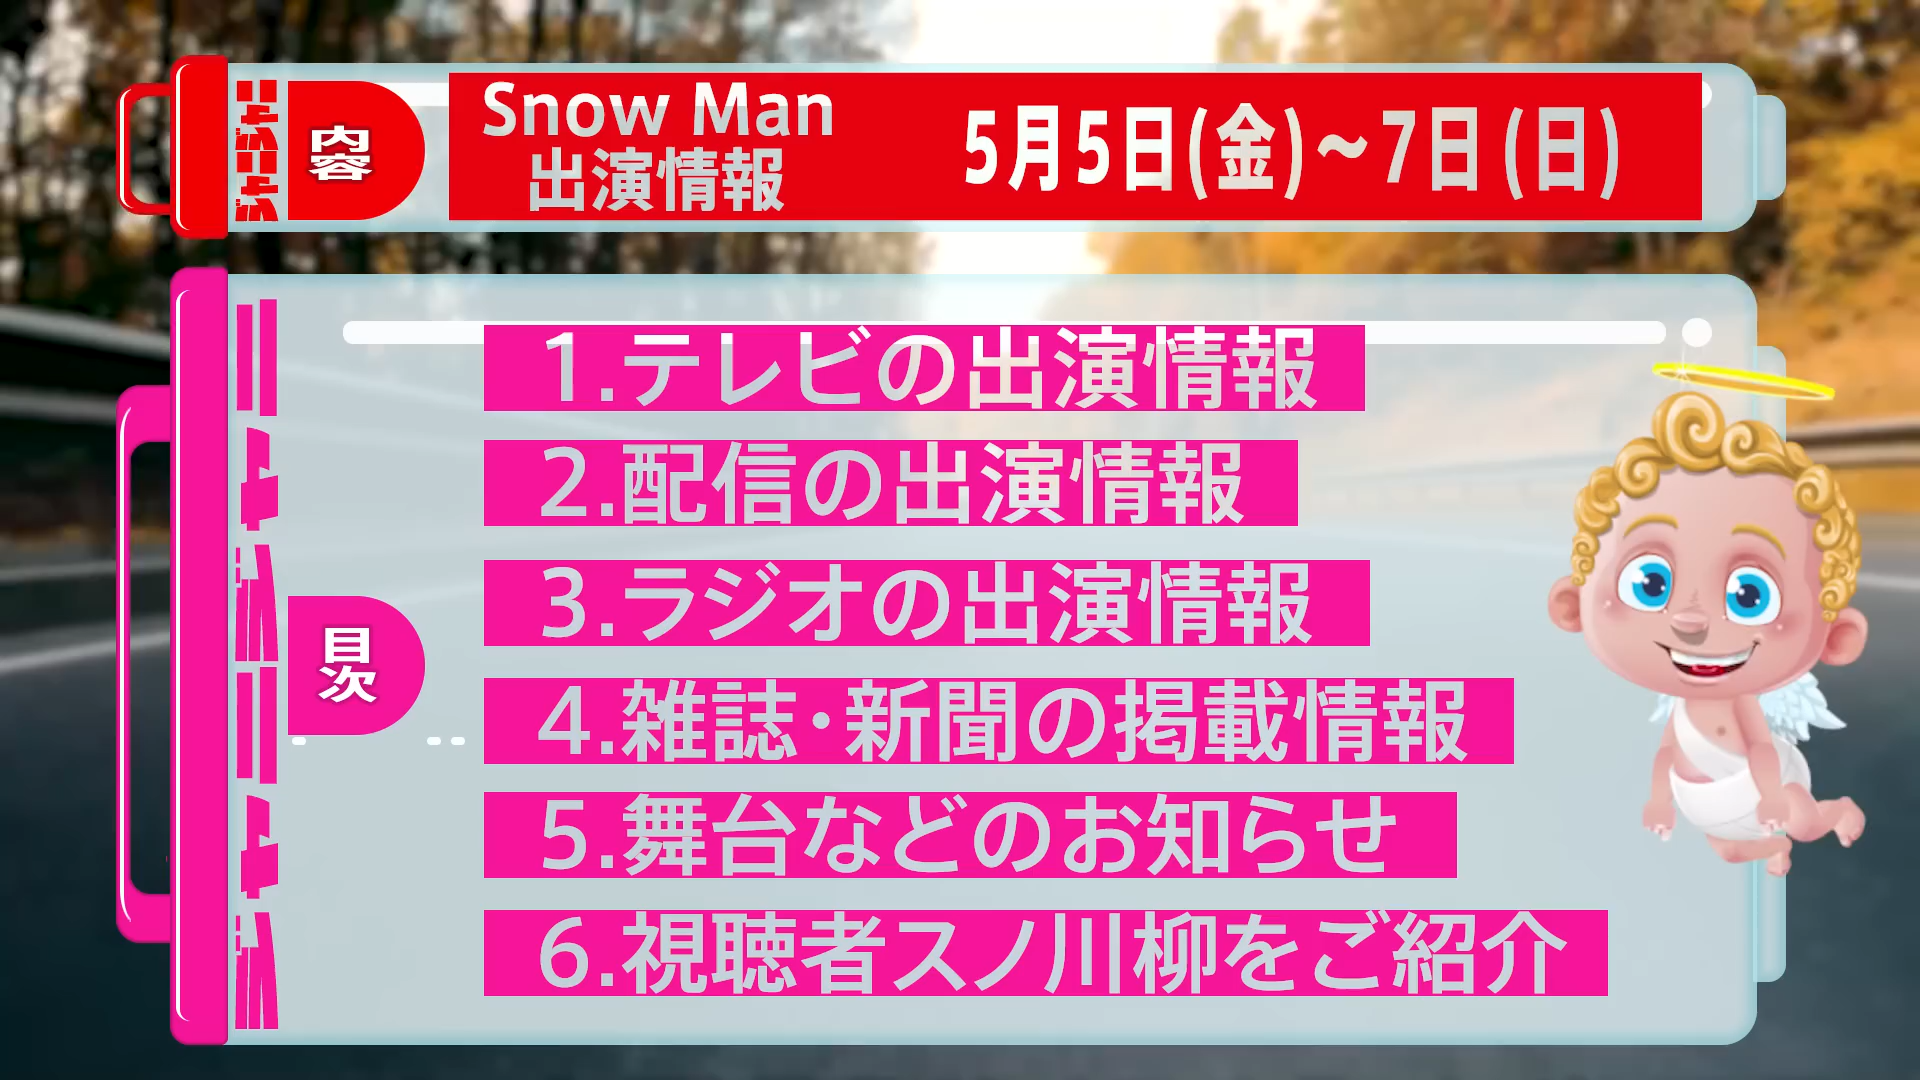 内容
Snow Man
出演情報
5月5日(金)~7日(日)
目次
1.テレビの出演情報
2.配信の出演情報
3.ラジオの出演情報
4.雑誌・新聞の掲載情報
5.舞台などのお知らせ
6.視聴者スノ川柳をご紹介